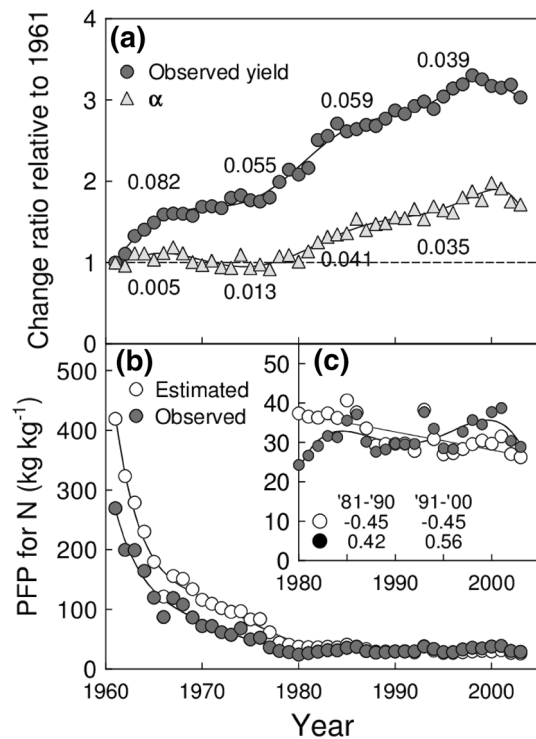 Change ratio relative to 1961
4
3
2
1
0
(a)
Observed yield
α
0.082
0.055
0.059
0.039
0.005
0.013
0.041
0.035
PFP for N (kg kg⁻¹)
500
400
300
200
100
0
(b)
Estimated
Observed
(c)
50
40
30
20
10
0
'81-'90 '91-'00
-0.45 -0.45
0.42 0.56
1980 1990 2000
1960 1970 1980 1990 2000
Year